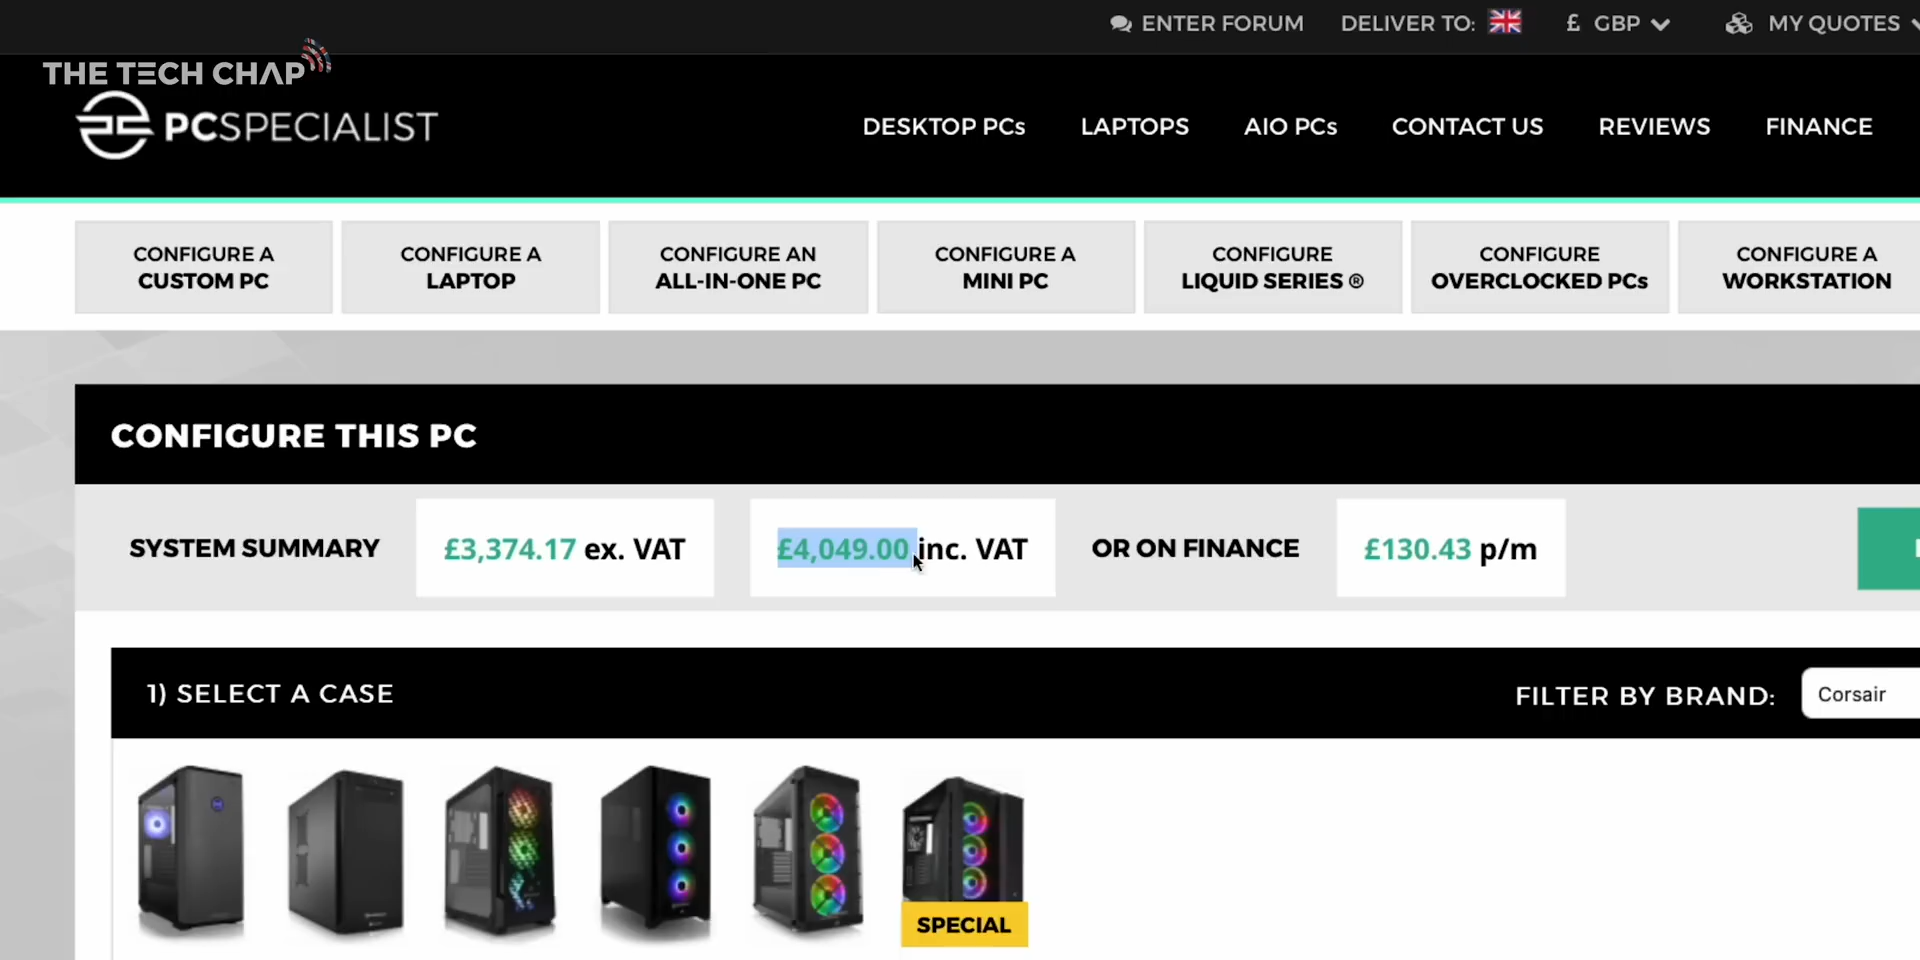 ENTER FORUM DELIVER TO: £ GBP MY QUOTES
THE TECH CHAP
PCSPECIALIST
DESKTOP PCs LAPTOPS AIO PCs CONTACT US REVIEWS FINANCE
CONFIGURE A CONFIGURE A CONFIGURE AN CONFIGURE A CONFIGURE CONFIGURE CONFIGURE A
CUSTOM PC LAPTOP ALL-IN-ONE PC MINI PC LIQUID SERIES ® OVERCLOCKED PCs WORKSTATION
CONFIGURE THIS PC
SYSTEM SUMMARY £3,374.17 ex. VAT £4,049.00 inc. VAT OR ON FINANCE £130.43 p/m
1) SELECT A CASE FILTER BY BRAND: Corsair
SPECIAL